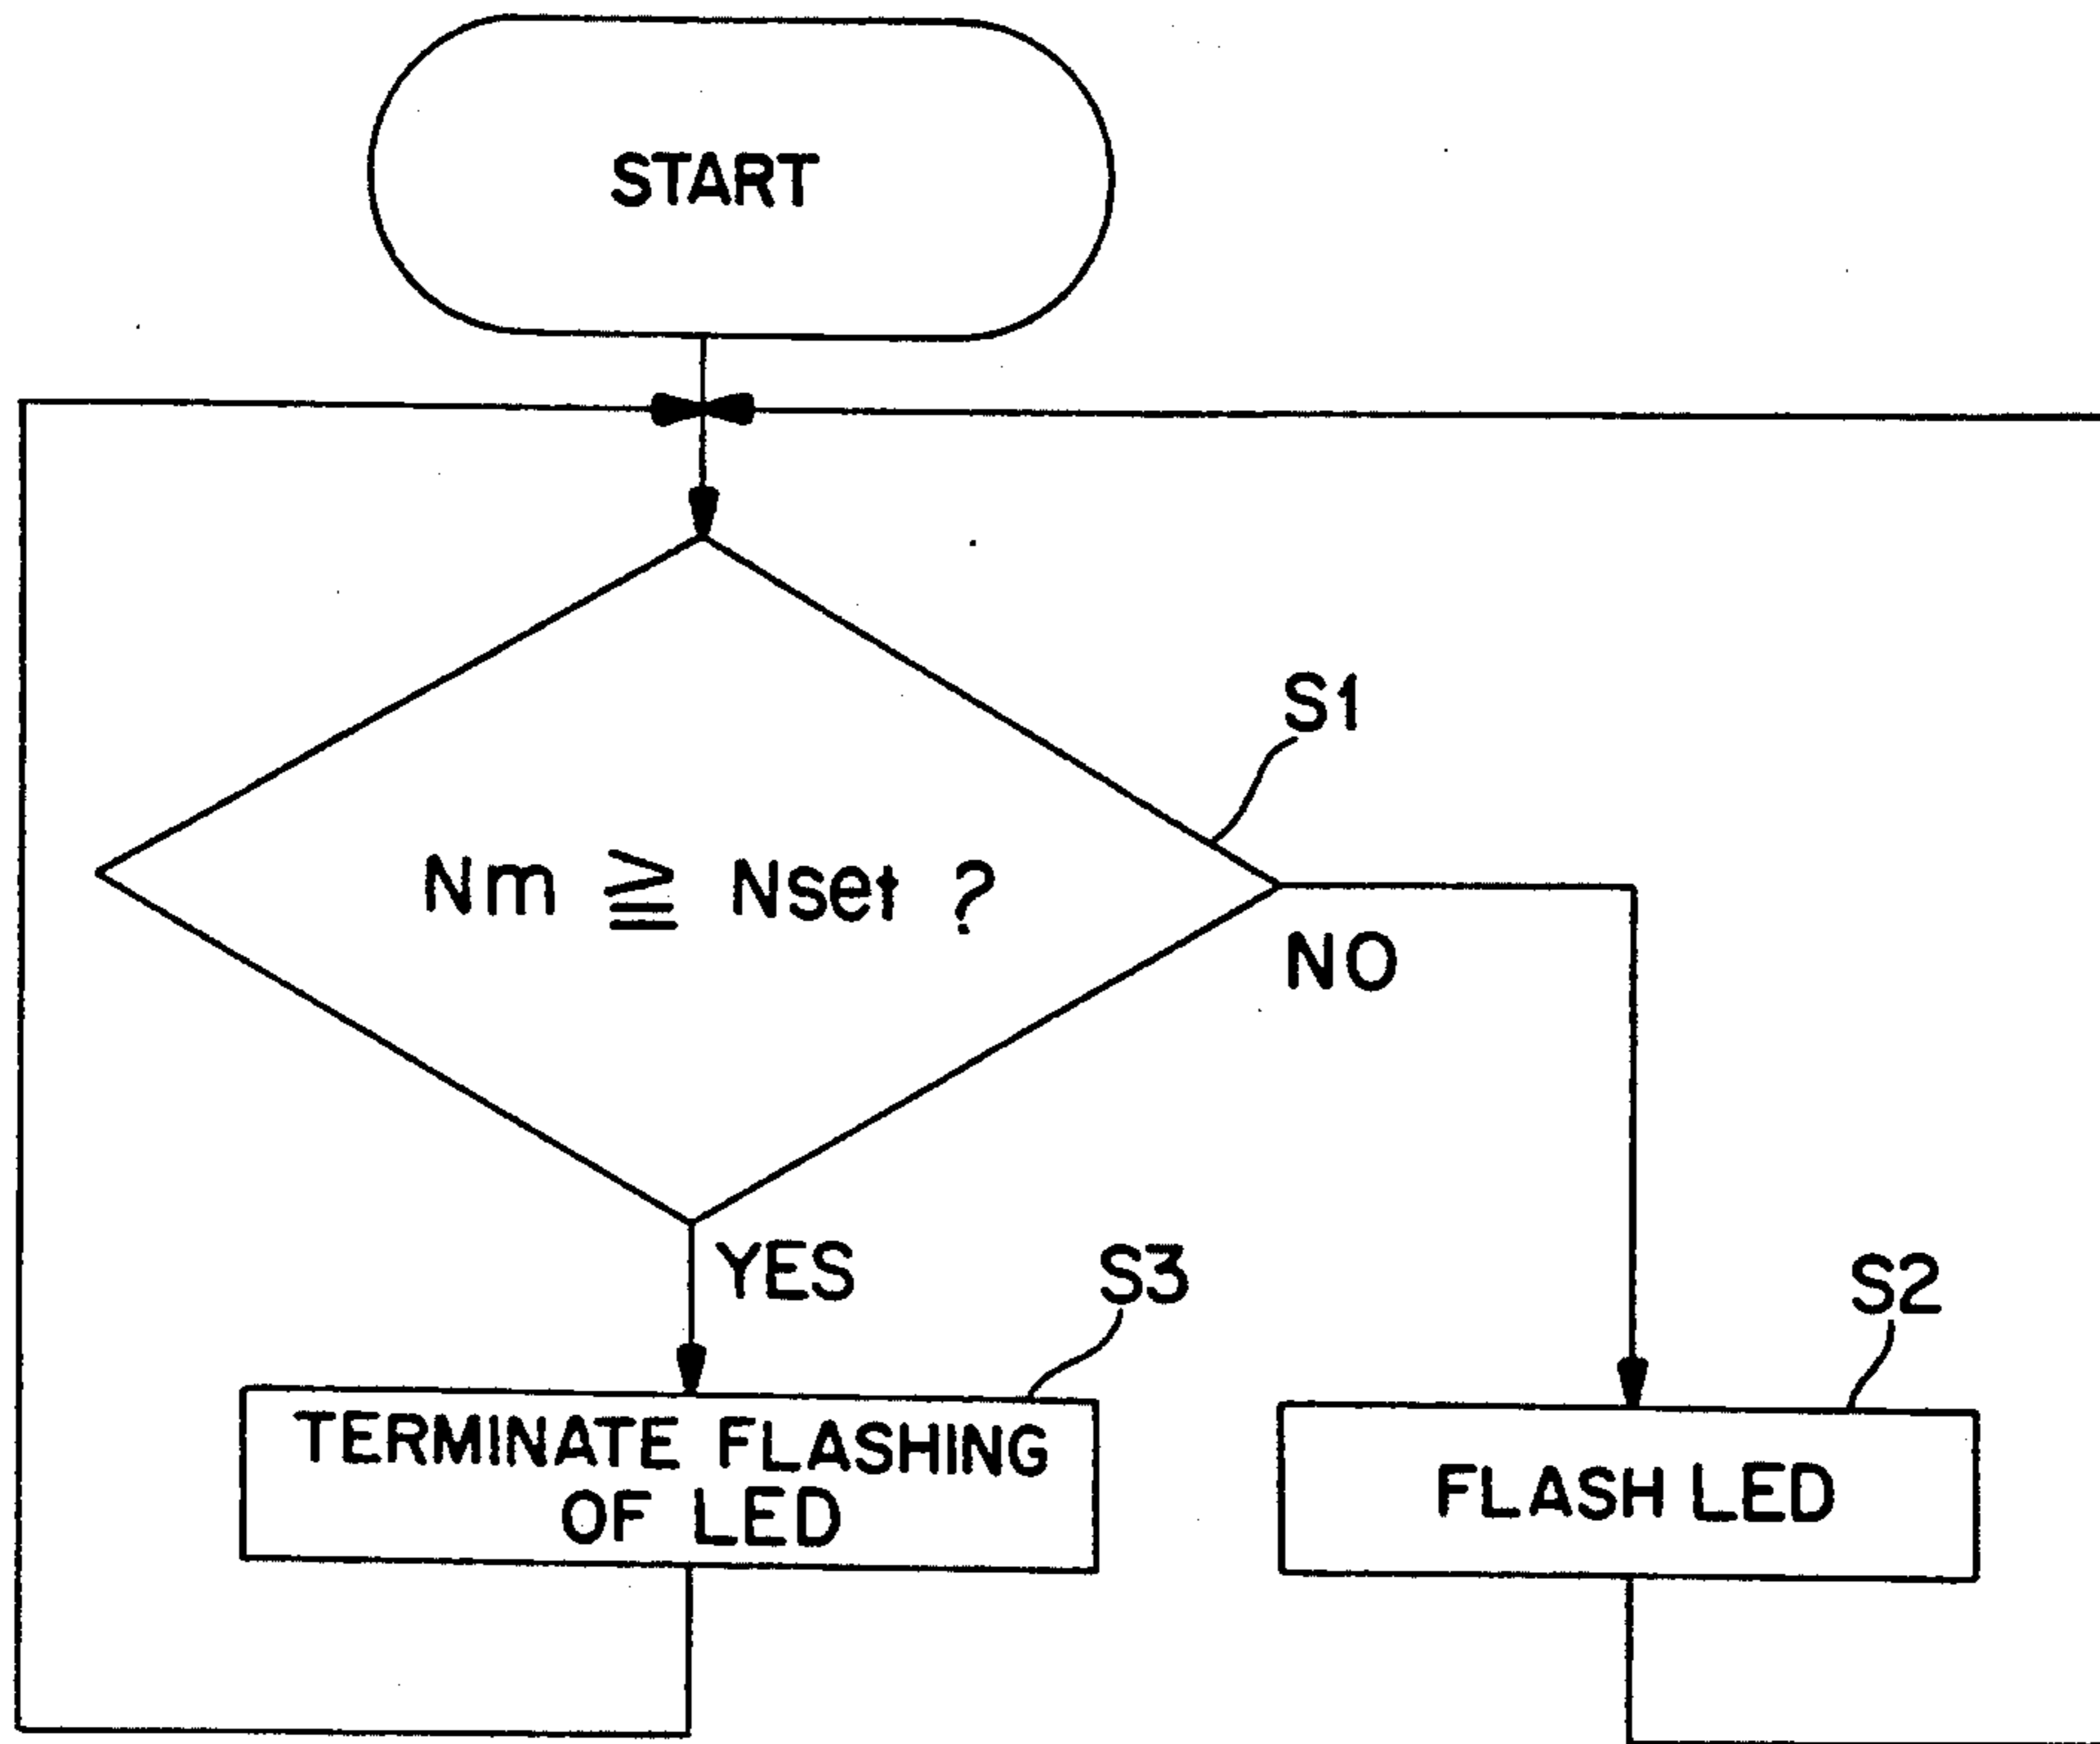 START
S1
Nm ≧ Nset ?
NO
YES
S3
S2
TERMINATE FLASHING
OF LED
FLASH LED